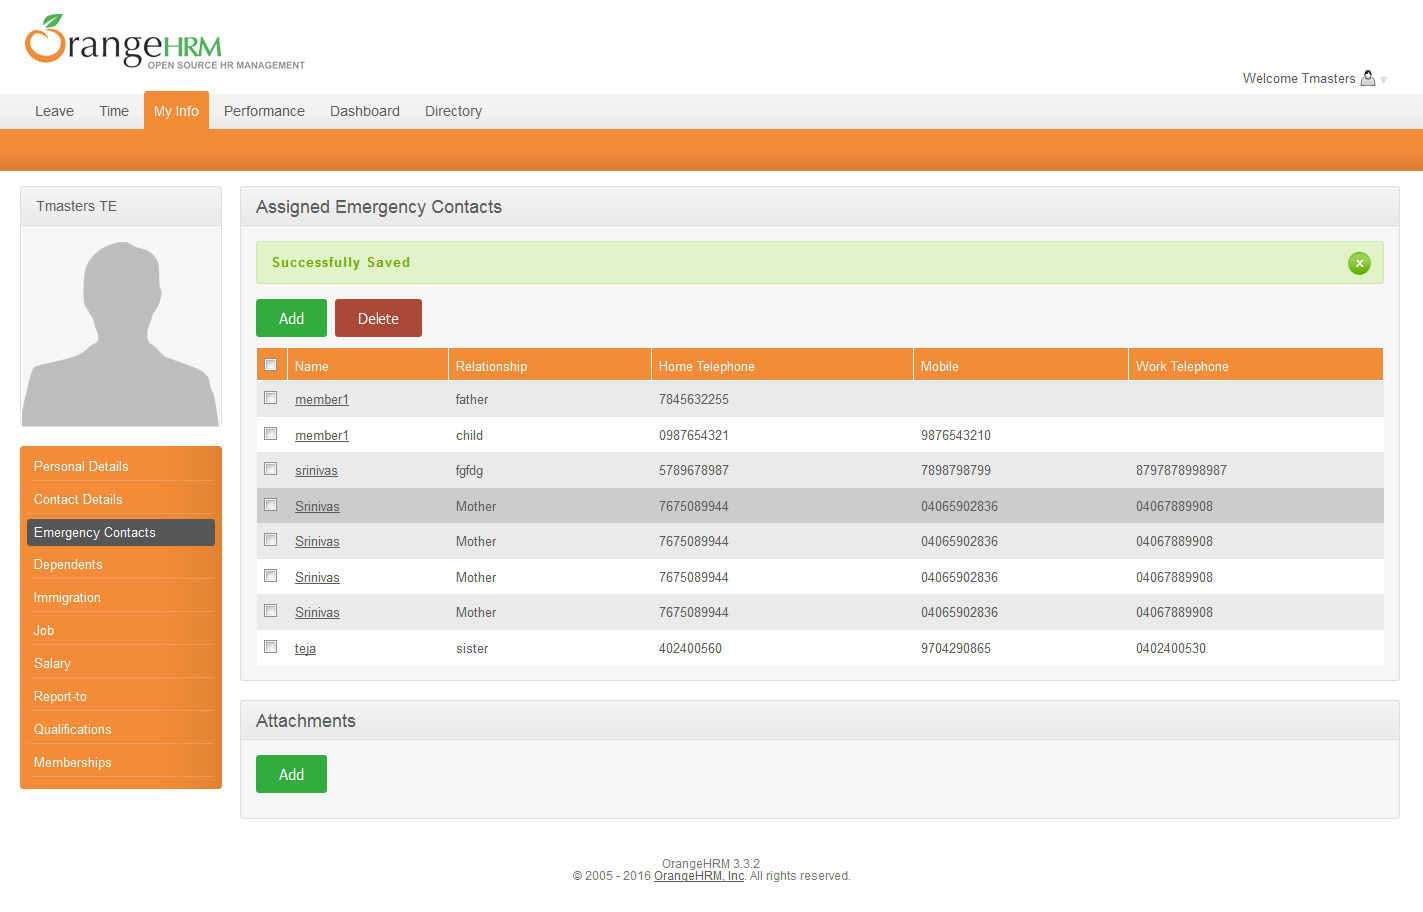 OrangeHRM
OPEN SOURCE HR MANAGEMENT
Welcome Tmasters
Leave Time My Info Performance Dashboard Directory
Tmasters TE
Personal Details
Contact Details
Emergency Contacts
Dependents
Immigration
Job
Salary
Report-to
Qualifications
Memberships
Assigned Emergency Contacts
Successfully Saved x
Add Delete
Name Relationship Home Telephone Mobile Work Telephone
member1 father 7845632255
member1 child 0987654321 9876543210
srinivas fgfdg 5789678987 7898798799 8797878998987
Srinivas Mother 7675089944 04065902836 04067889908
Srinivas Mother 7675089944 04065902836 04067889908
Srinivas Mother 7675089944 04065902836 04067889908
Srinivas Mother 7675089944 04065902836 04067889908
teja sister 402400560 9704290865 0402400530
Attachments
Add
OrangeHRM 3.3.2
© 2005 - 2016 OrangeHRM, Inc. All rights reserved.